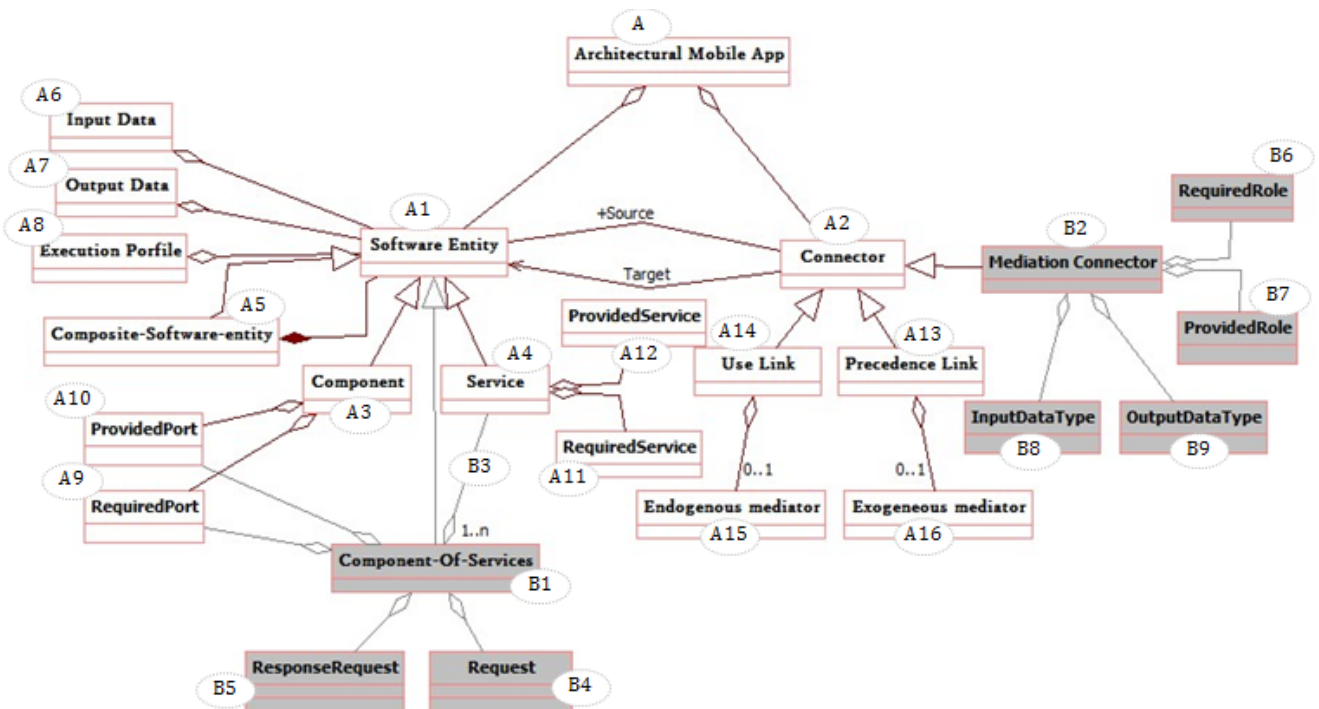 A
Architectural Mobile App
A6
Input Data
A7
Output Data
A8
Execution Porfile
A1
Software Entity
+Source
Target
A2
Connector
B6
RequiredRole
B2
Mediation Connector
B7
ProvidedRole
A5
Composite-Software-entity
ProvidedService
A12
A14
Use Link
A13
Precedence Link
A4
Service
Component
A3
A10
ProvidedPort
A9
RequiredPort
B3
RequiredService
A11
InputDataType
B8
OutputDataType
B9
0..1
0..1
Endogenous mediator
A15
Exogeneous mediator
A16
1..n
Component-Of-Services
B1
ResponseRequest
B5
Request
B4